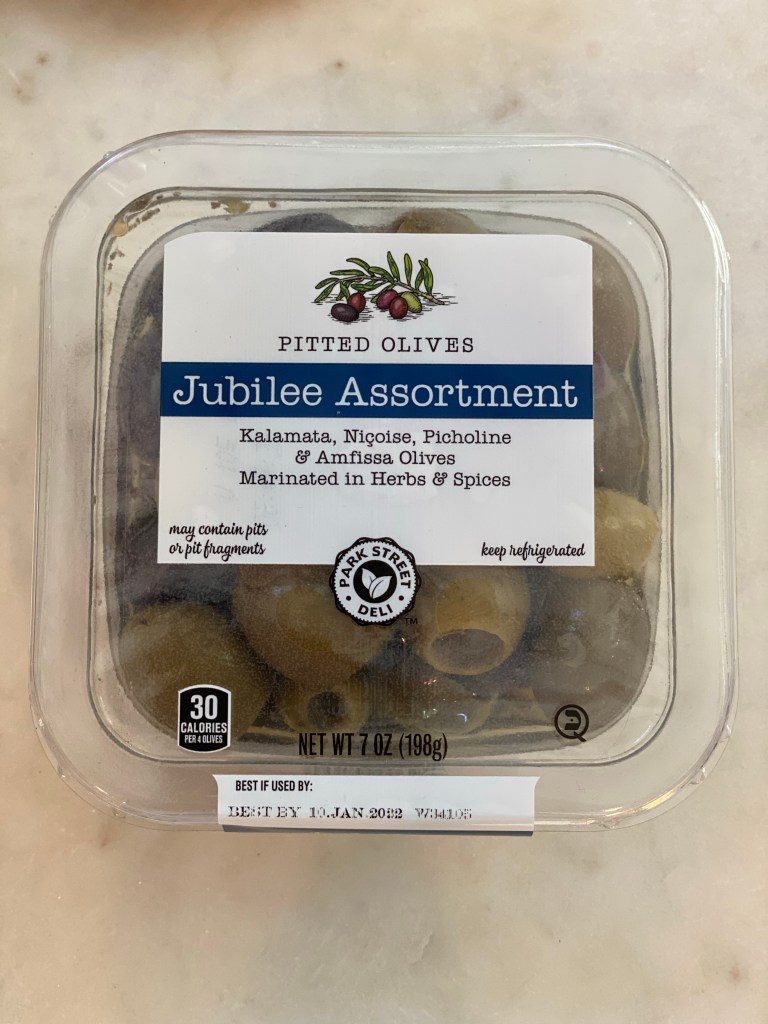 PITTED OLIVES
Jubilee Assortment
Kalamata, Niçoise, Picholine
& Amfissa Olives
Marinated in Herbs & Spices
may contain pits
or pit fragments
keep refrigerated
PARK STREET
DELI
TM
30
CALORIES
PER 4 OLIVES
NET WT 7 OZ (198g)
BEST IF USED BY:
BEST BY 10.JAN.2022 W34105